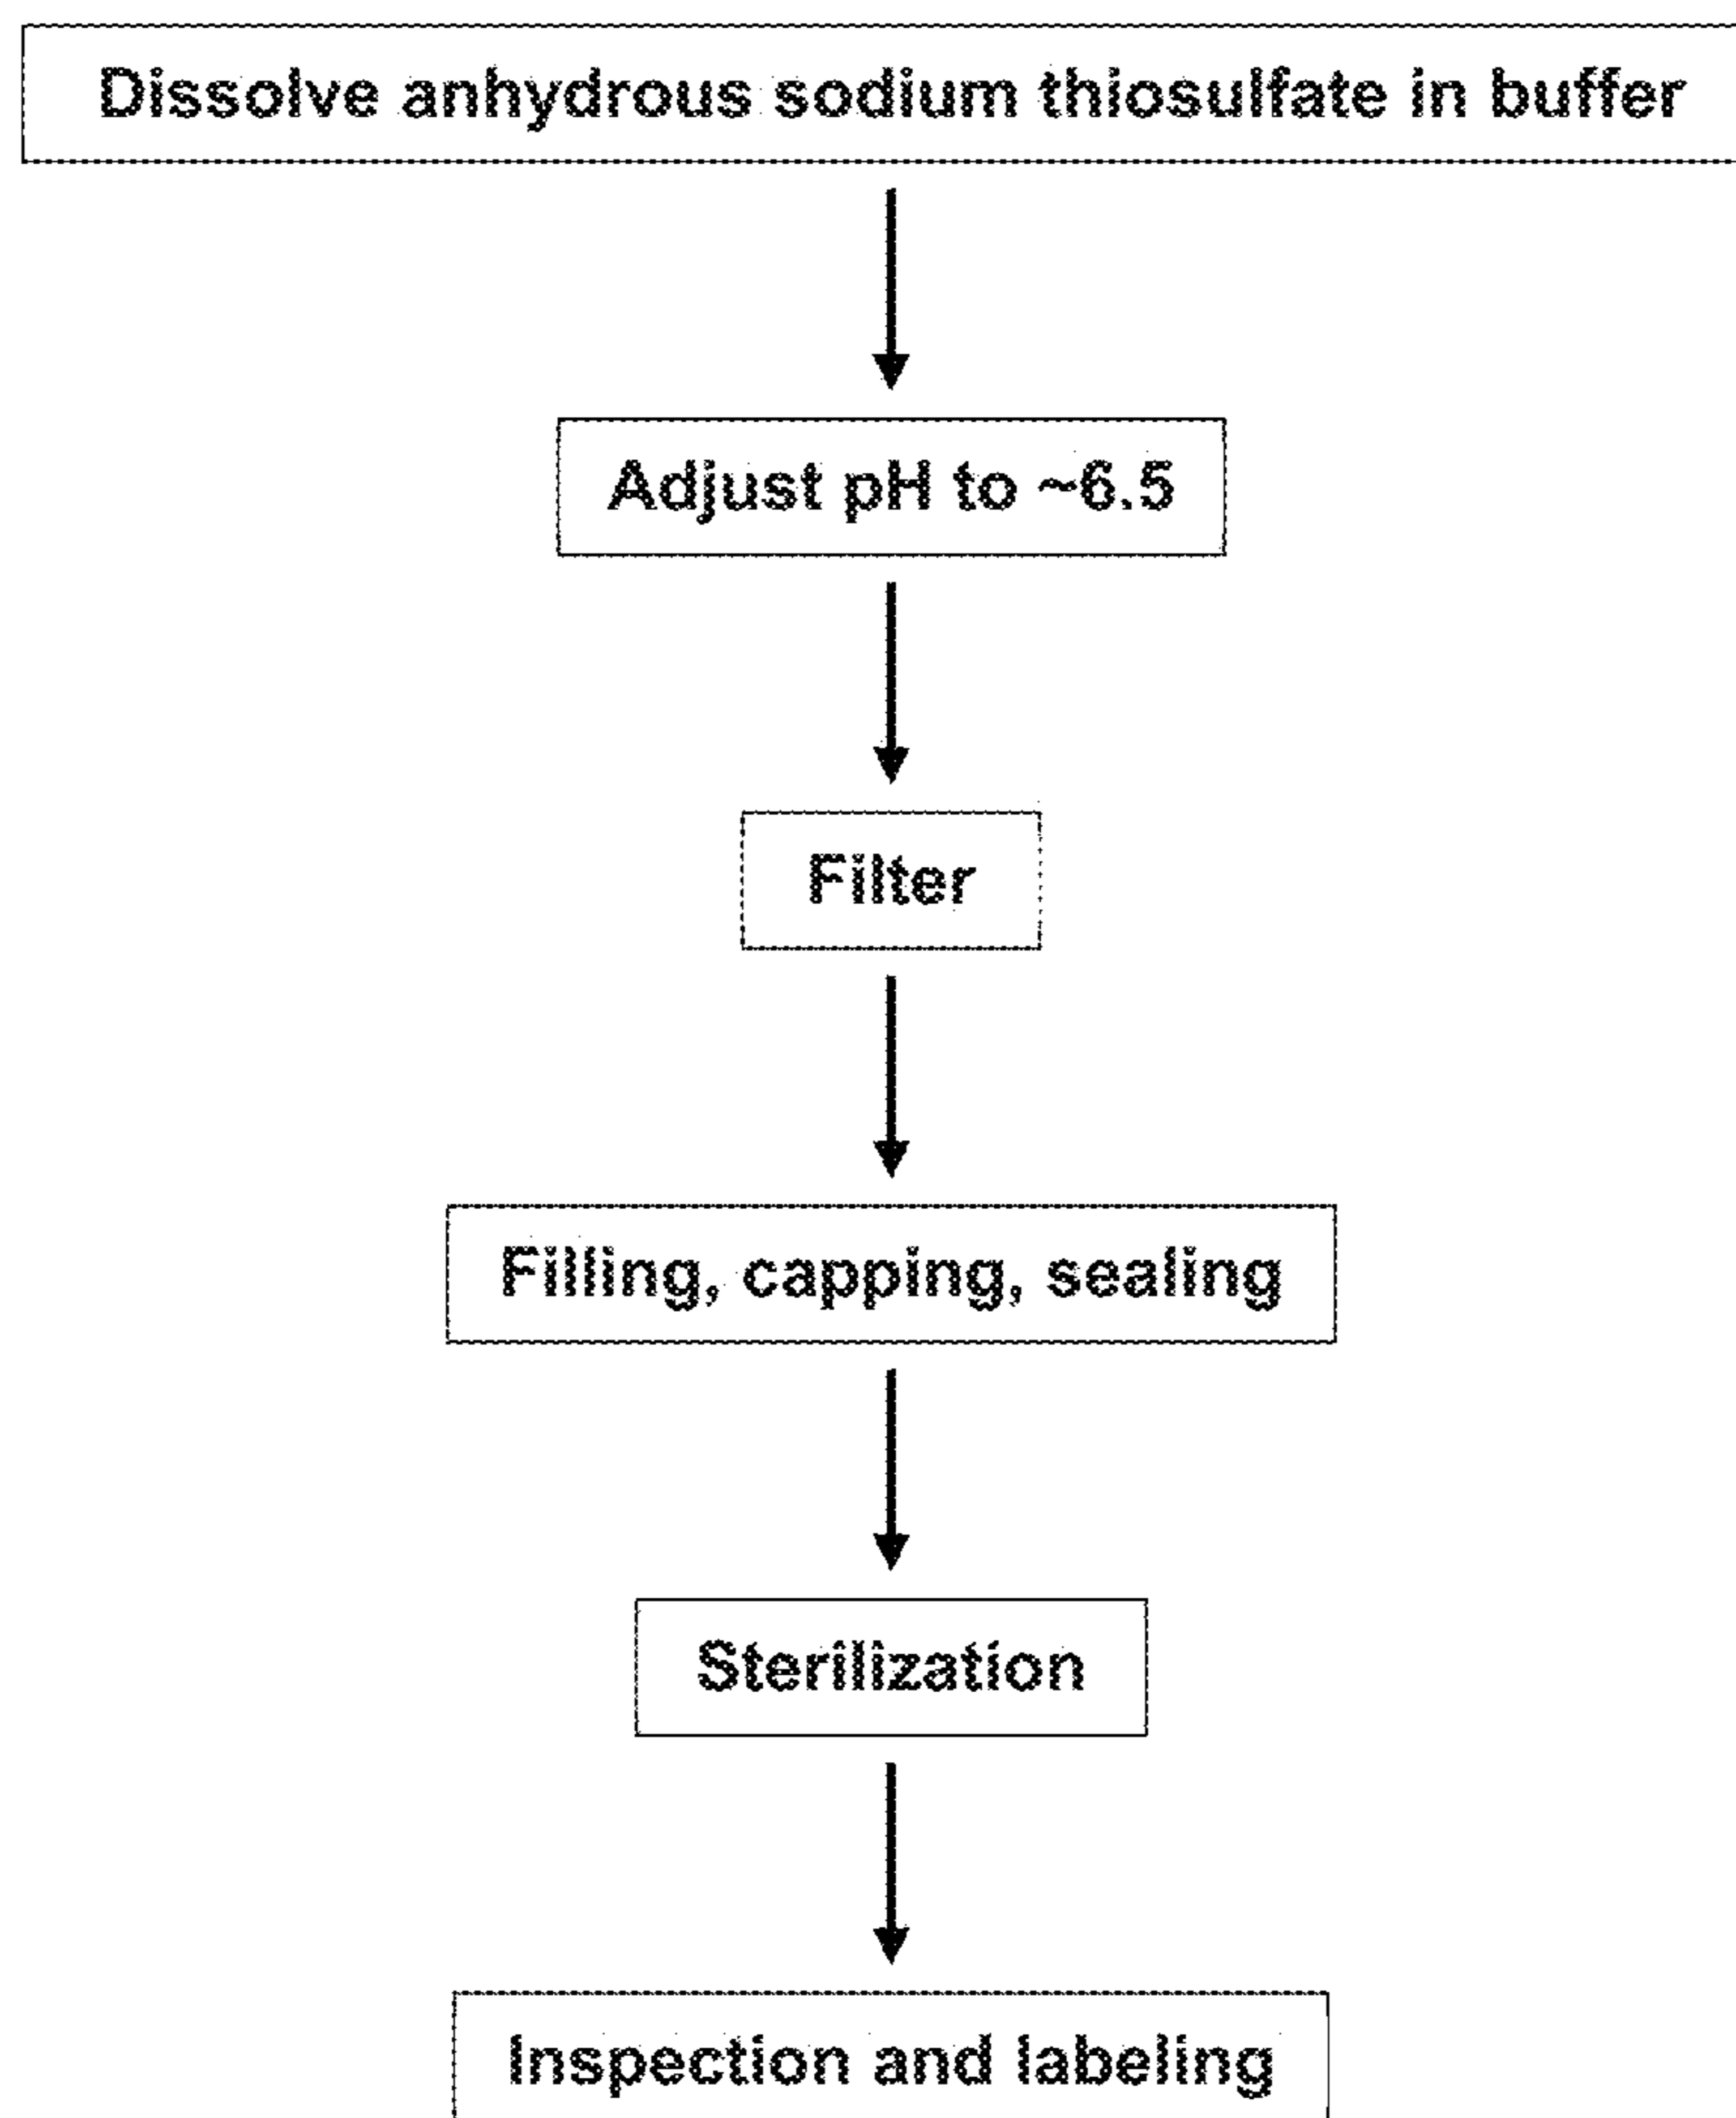 Dissolve anhydrous sodium thiosulfate in buffer
Adjust pH to ~6.5
Filter
Filling, capping, sealing
Sterilization
Inspection and labeling